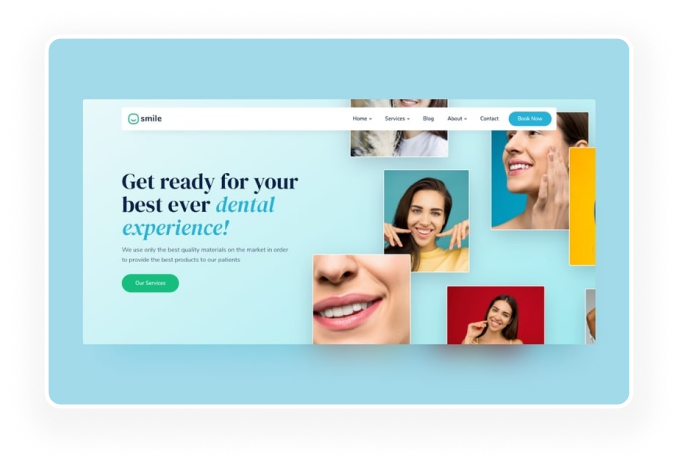 smile
Home Services Blog About Contact Book Now
Get ready for your
best ever dental
experience!
We use only the best quality materials on the market in order
to provide the best products to our patients
Our Services